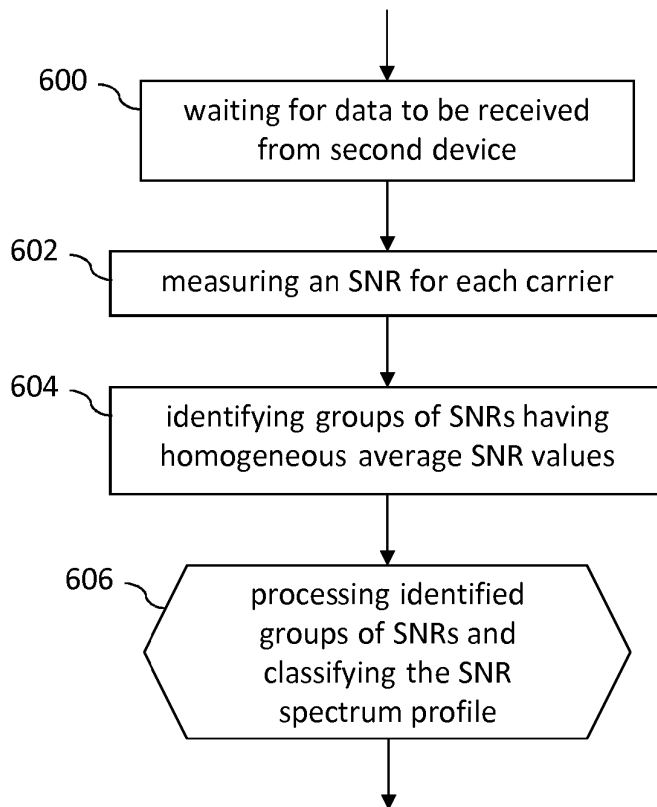 600
waiting for data to be received
from second device
602
measuring an SNR for each carrier
604
identifying groups of SNRs having
homogeneous average SNR values
606
processing identified
groups of SNRs and
classifying the SNR
spectrum profile